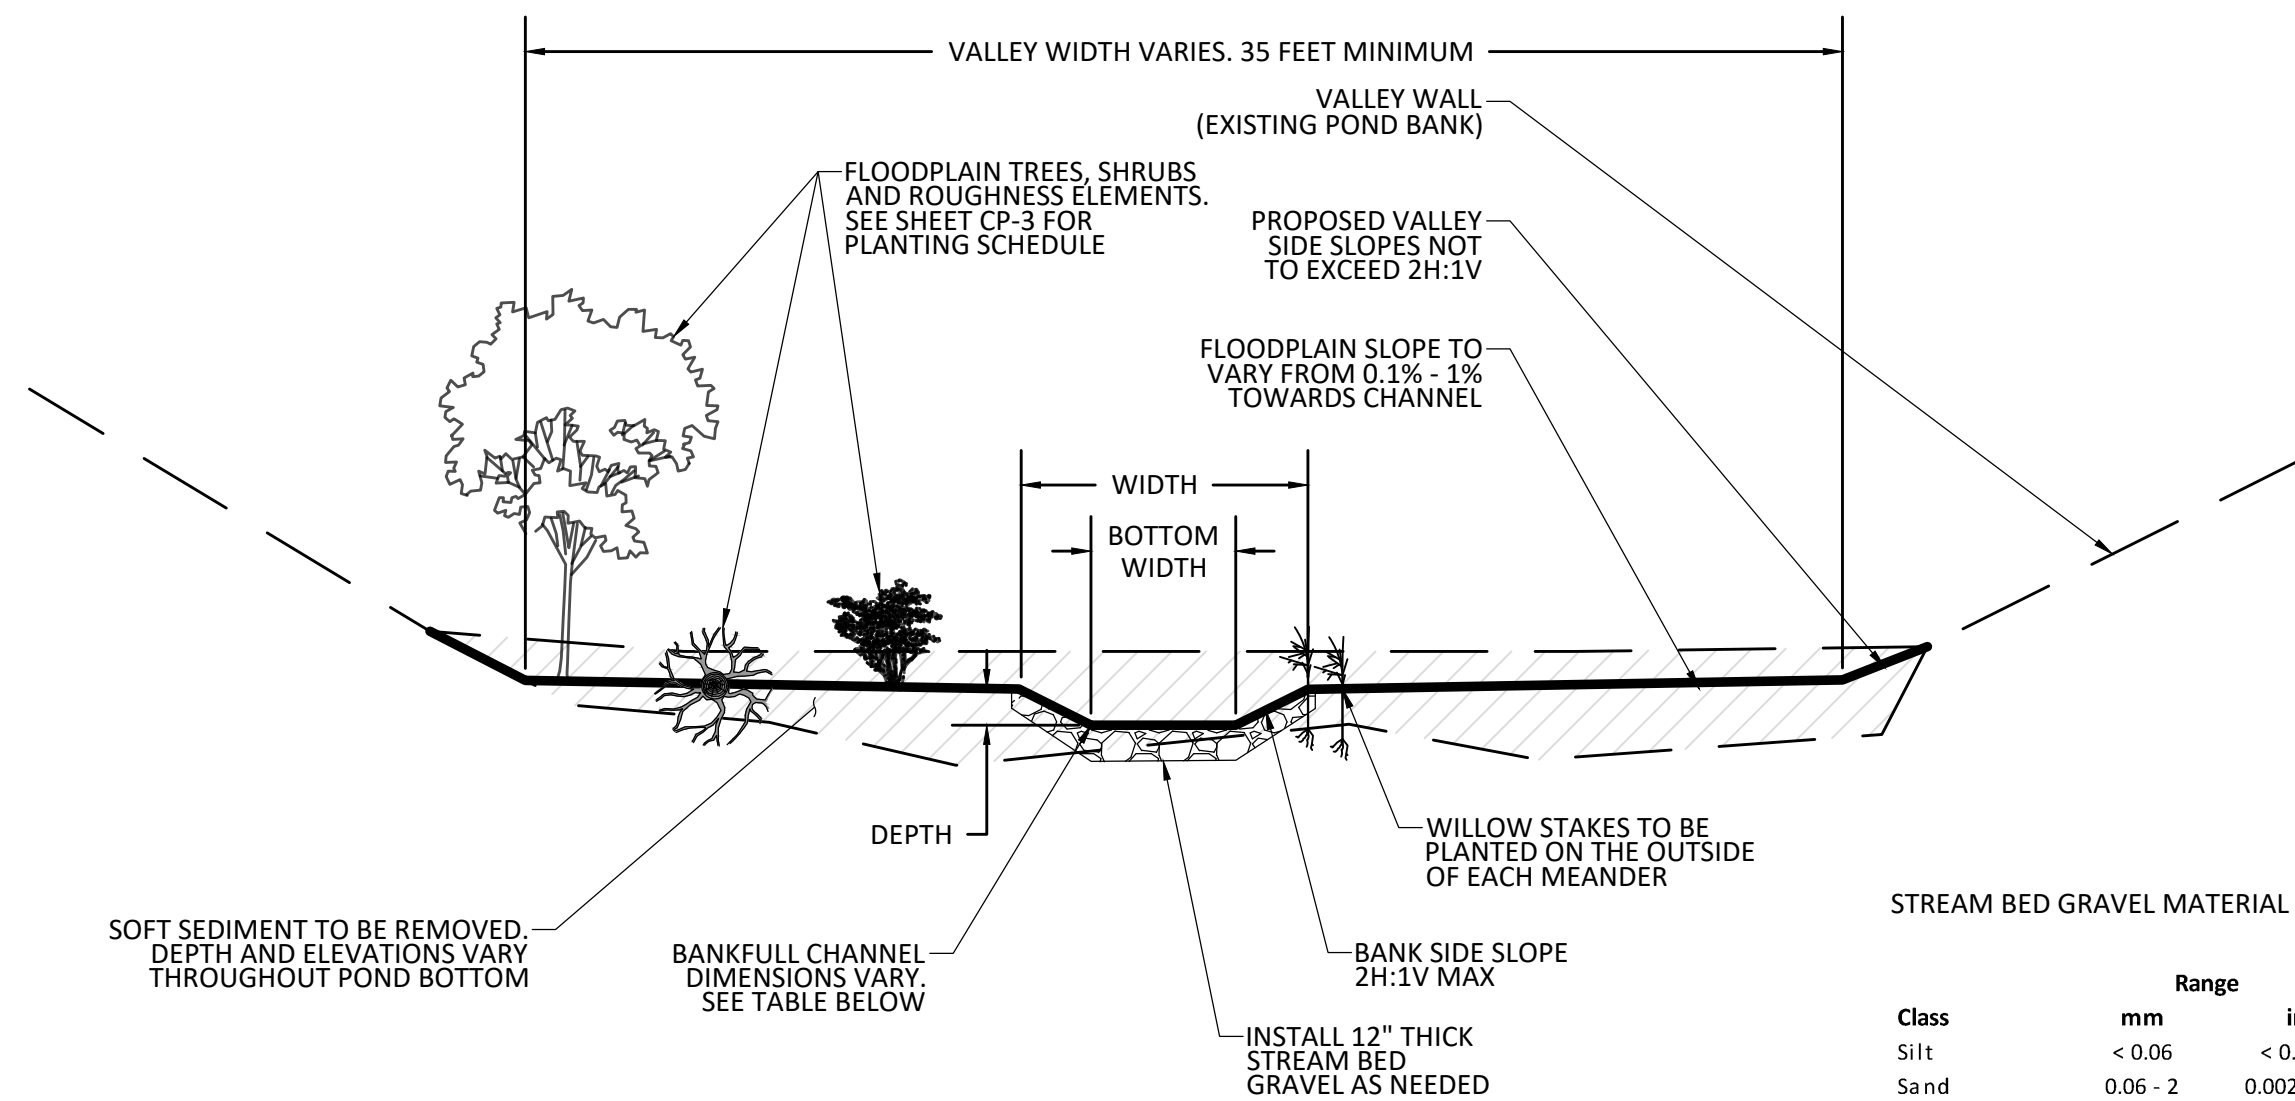 VALLEY WIDTH VARIES. 35 FEET MINIMUM
VALLEY WALL
(EXISTING POND BANK)
FLOODPLAIN TREES, SHRUBS
AND ROUGHNESS ELEMENTS.
SEE SHEET CP-3 FOR
PLANTING SCHEDULE
PROPOSED VALLEY
SIDE SLOPES NOT
TO EXCEED 2H:1V
FLOODPLAIN SLOPE TO
VARY FROM 0.1% - 1%
TOWARDS CHANNEL
WIDTH
BOTTOM
WIDTH
DEPTH
WILLOW STAKES TO BE
PLANTED ON THE OUTSIDE
OF EACH MEANDER
SOFT SEDIMENT TO BE REMOVED.
DEPTH AND ELEVATIONS VARY
THROUGHOUT POND BOTTOM
BANKFULL CHANNEL
DIMENSIONS VARY.
SEE TABLE BELOW
BANK SIDE SLOPE
2H:1V MAX
INSTALL 12" THICK
STREAM BED
GRAVEL AS NEEDED
STREAM BED GRAVEL MATERIAL
Range
Class mm
Silt < 0.06 < 0.
Sand 0.06 - 2 0.002